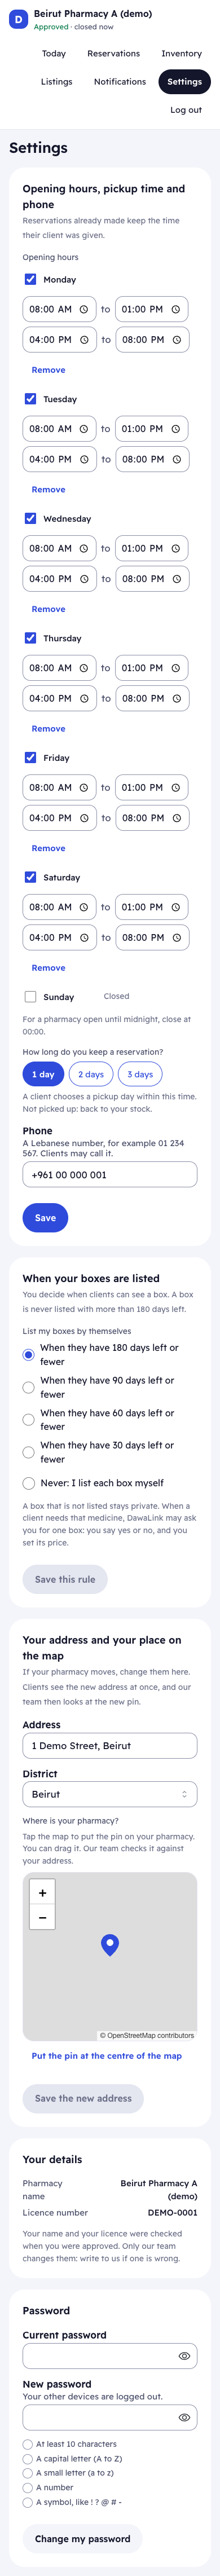 D
Beirut Pharmacy A (demo)
Approved · closed now
Today
Reservations
Inventory
Listings
Notifications
Settings
Log out
Settings
Opening hours, pickup time and
phone
Reservations already made keep the time
their client was given.
Opening hours
Monday
08:00 AM to 01:00 PM
04:00 PM to 08:00 PM
Remove
Tuesday
08:00 AM to 01:00 PM
04:00 PM to 08:00 PM
Remove
Wednesday
08:00 AM to 01:00 PM
04:00 PM to 08:00 PM
Remove
Thursday
08:00 AM to 01:00 PM
04:00 PM to 08:00 PM
Remove
Friday
08:00 AM to 01:00 PM
04:00 PM to 08:00 PM
Remove
Saturday
08:00 AM to 01:00 PM
04:00 PM to 08:00 PM
Remove
Sunday Closed
For a pharmacy open until midnight, close at
00:00.
How long do you keep a reservation?
1 day 2 days 3 days
A client chooses a pickup day within this time.
Not picked up: back to your stock.
Phone
A Lebanese number, for example 01 234
567. Clients may call it.
+961 00 000 001
Save
When your boxes are listed
You decide when clients can see a box. A box
is never listed with more than 180 days left.
List my boxes by themselves
When they have 180 days left or
fewer
When they have 90 days left or
fewer
When they have 60 days left or
fewer
When they have 30 days left or
fewer
Never: I list each box myself
A box that is not listed stays private. When a
client needs that medicine, DawaLink may ask
you for one box: you say yes or no, and you
set its price.
Save this rule
Your address and your place on
the map
If your pharmacy moves, change them here.
Clients see the new address at once, and our
team then looks at the new pin.
Address
1 Demo Street, Beirut
District
Beirut
Where is your pharmacy?
Tap the map to put the pin on your pharmacy.
You can drag it. Our team checks it against
your address.
+
−
© OpenStreetMap contributors
Put the pin at the centre of the map
Save the new address
Your details
Pharmacy
name
Beirut Pharmacy A
(demo)
Licence number DEMO-0001
Your name and your licence were checked
when you were approved. Only our team
changes them: write to us if one is wrong.
Password
Current password
New password
Your other devices are logged out.
At least 10 characters
A capital letter (A to Z)
A small letter (a to z)
A number
A symbol, like ! ? @ # -
Change my password